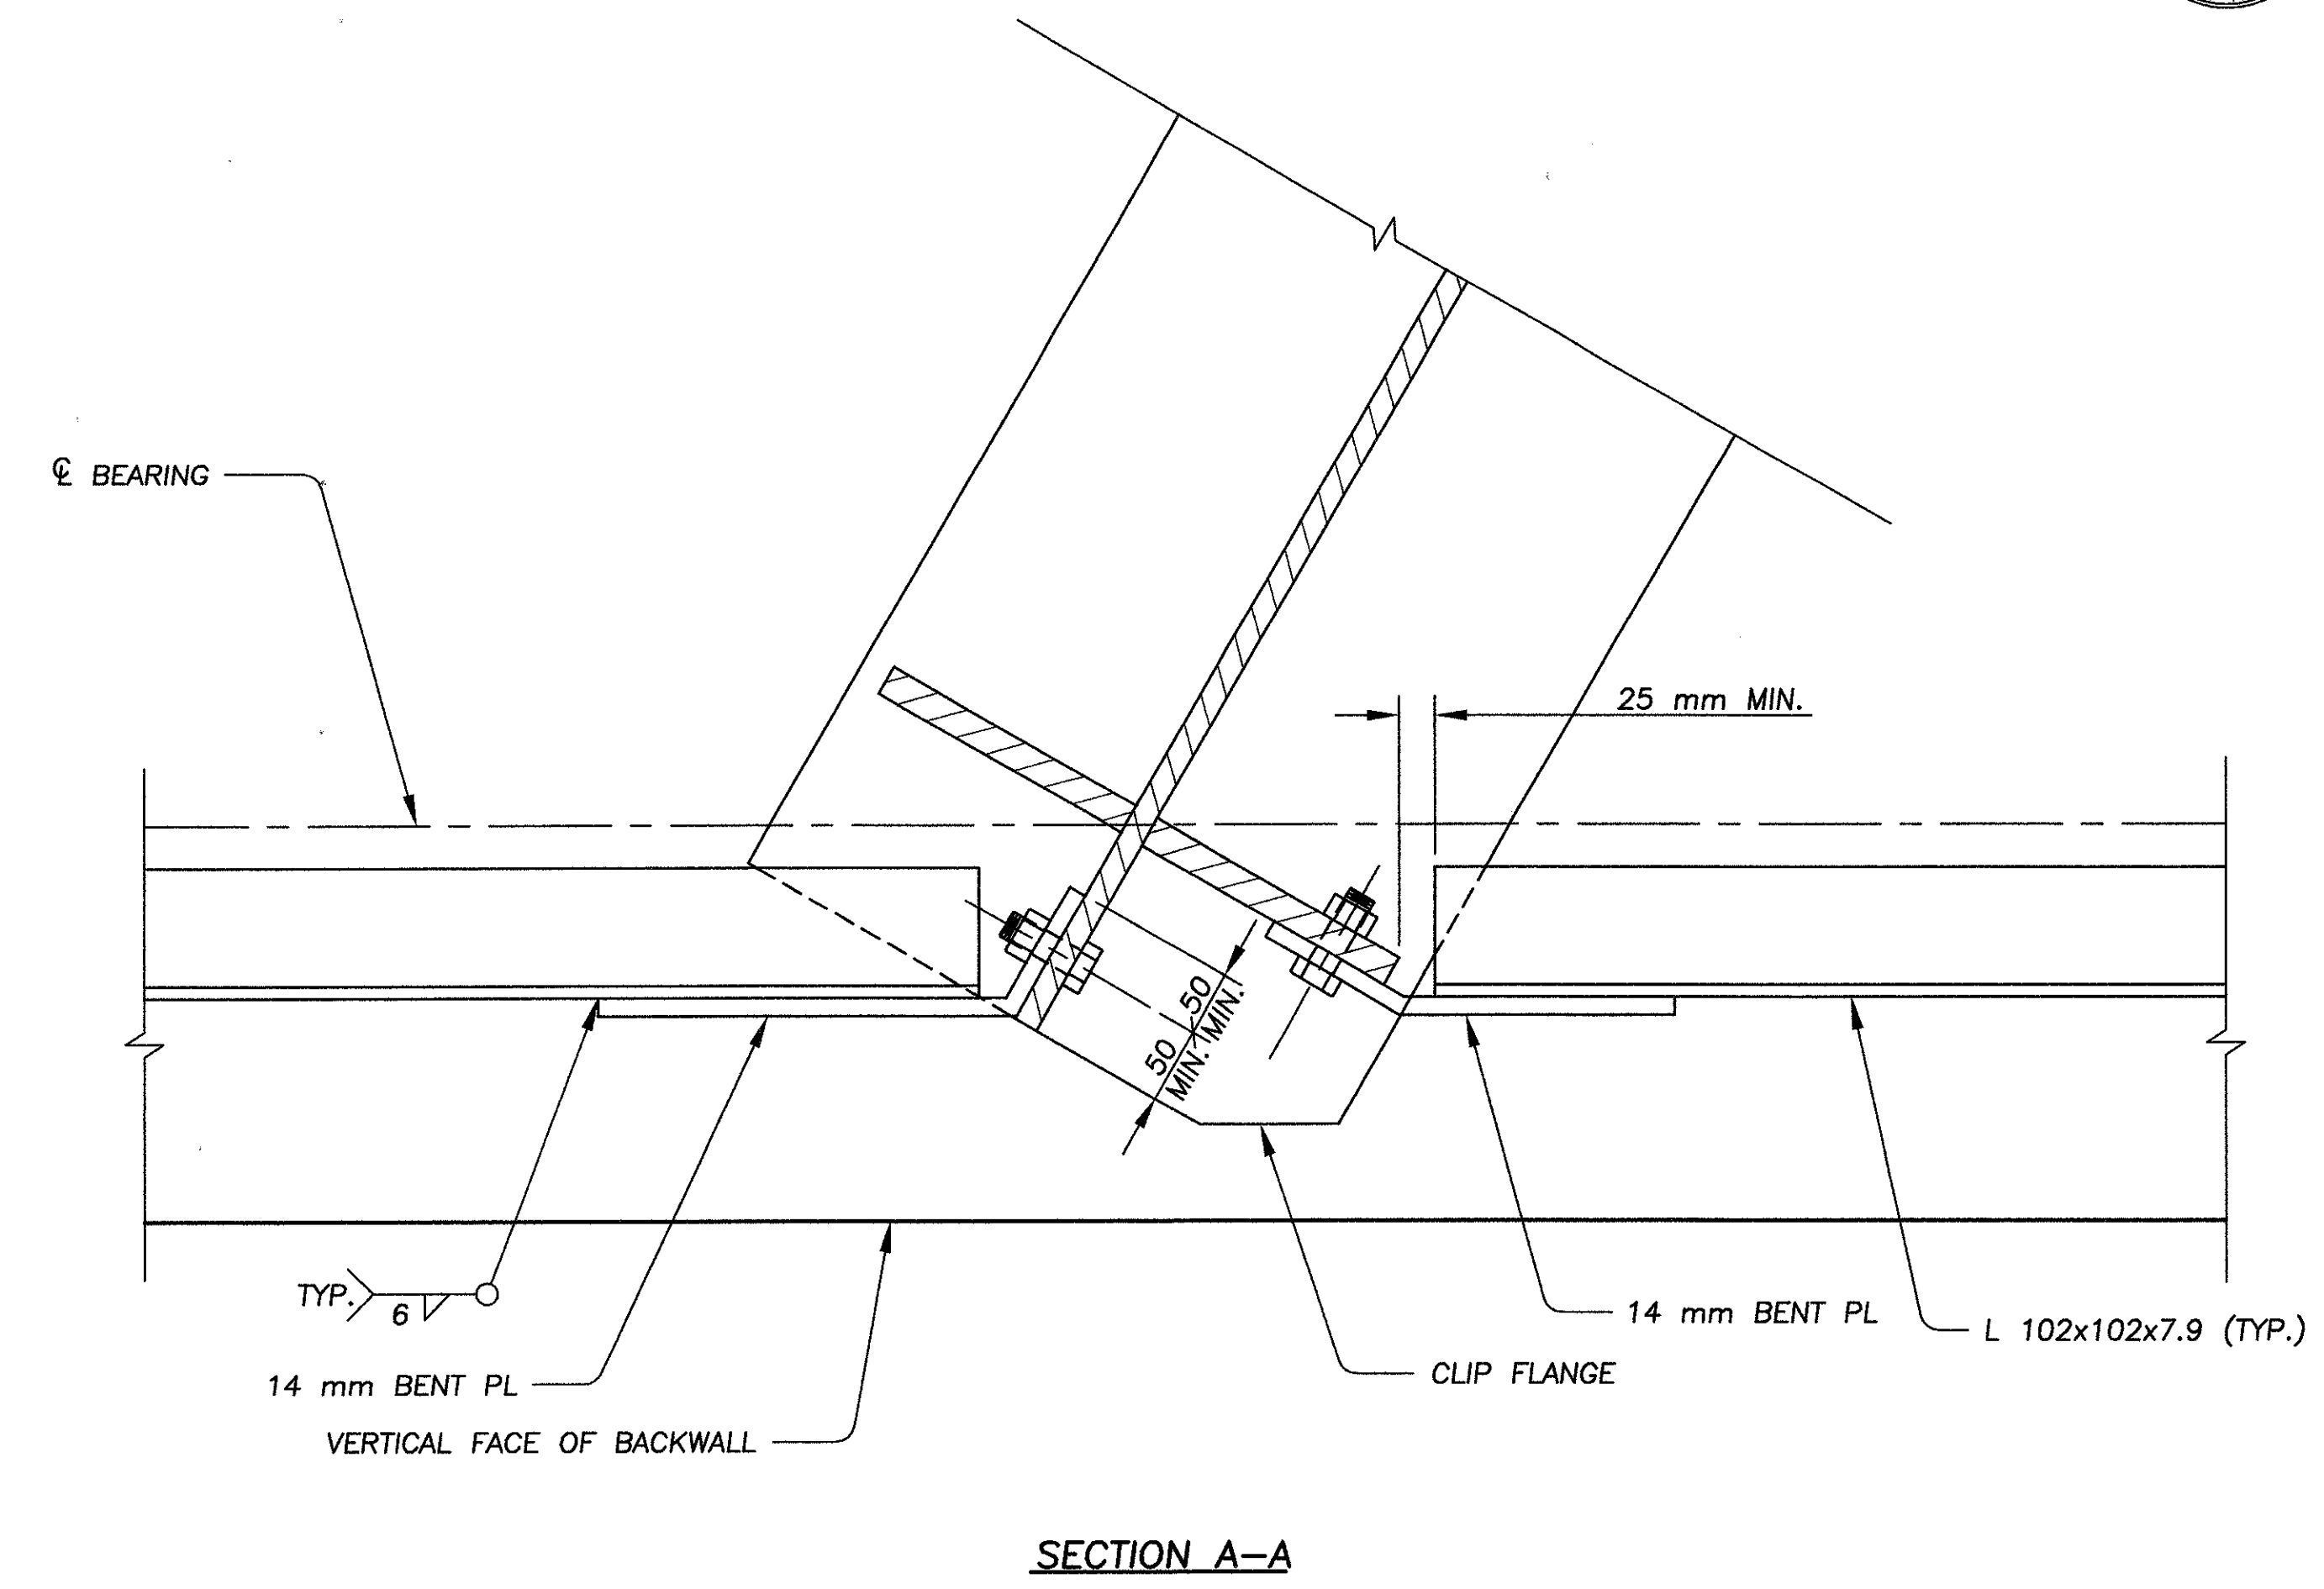 ℄ BEARING
25 mm MIN.
50 MIN.
50 MIN.
TYP.
6
14 mm BENT PL
L 102x102x7.9 (TYP.)
14 mm BENT PL
CLIP FLANGE
VERTICAL FACE OF BACKWALL
SECTION A–A